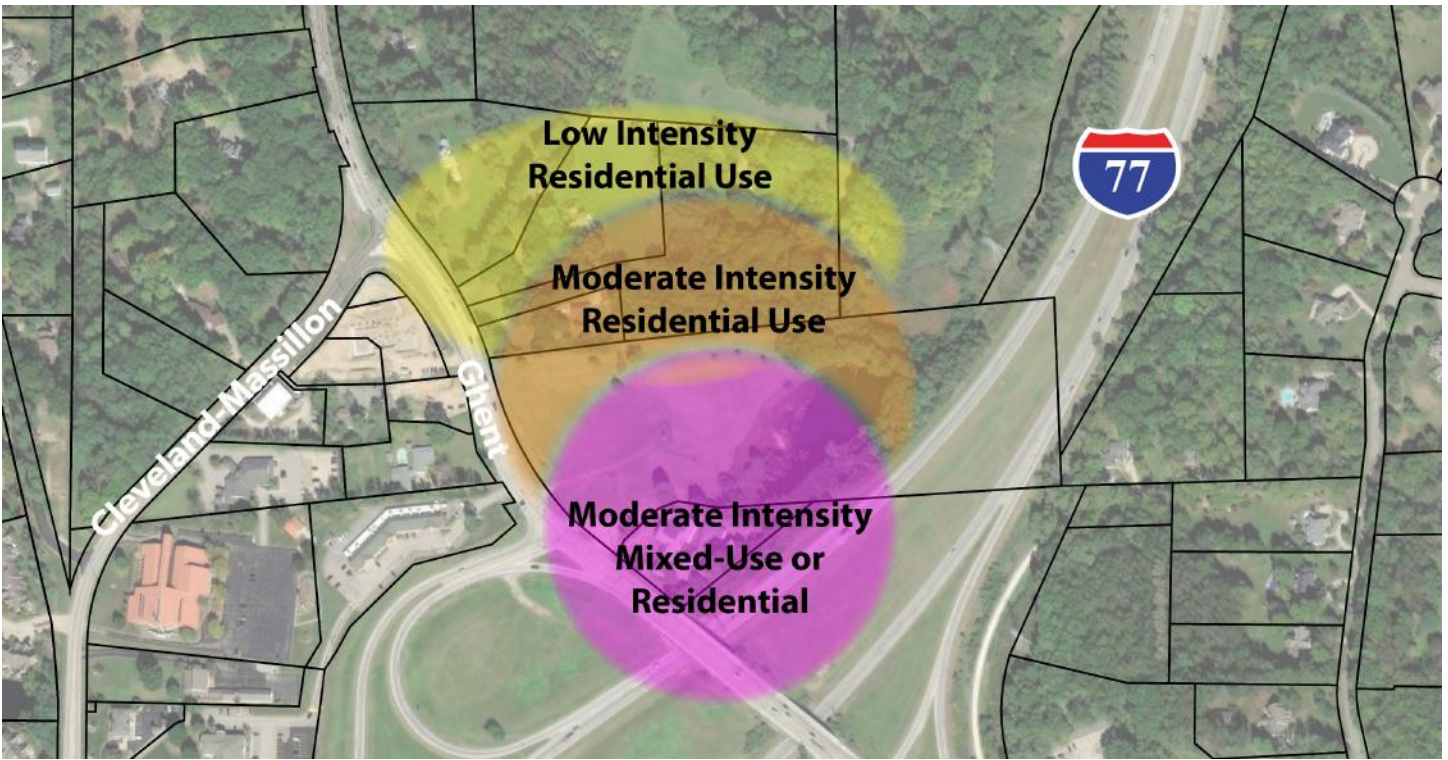 Low Intensity
Residential Use
77
Moderate Intensity
Residential Use
Cleveland-Massillon
Ghent
Moderate Intensity
Mixed-Use or
Residential